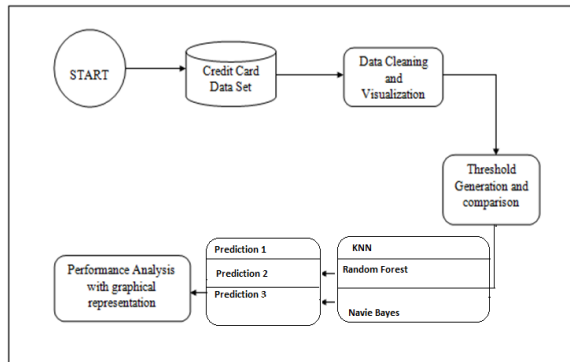 START
Credit Card
Data Set
Data Cleaning
and
Visualization
Threshold
Generation and
comparison
KNN
Random Forest
Navie Bayes
Prediction 1
Prediction 2
Prediction 3
Performance Analysis
with graphical
representation